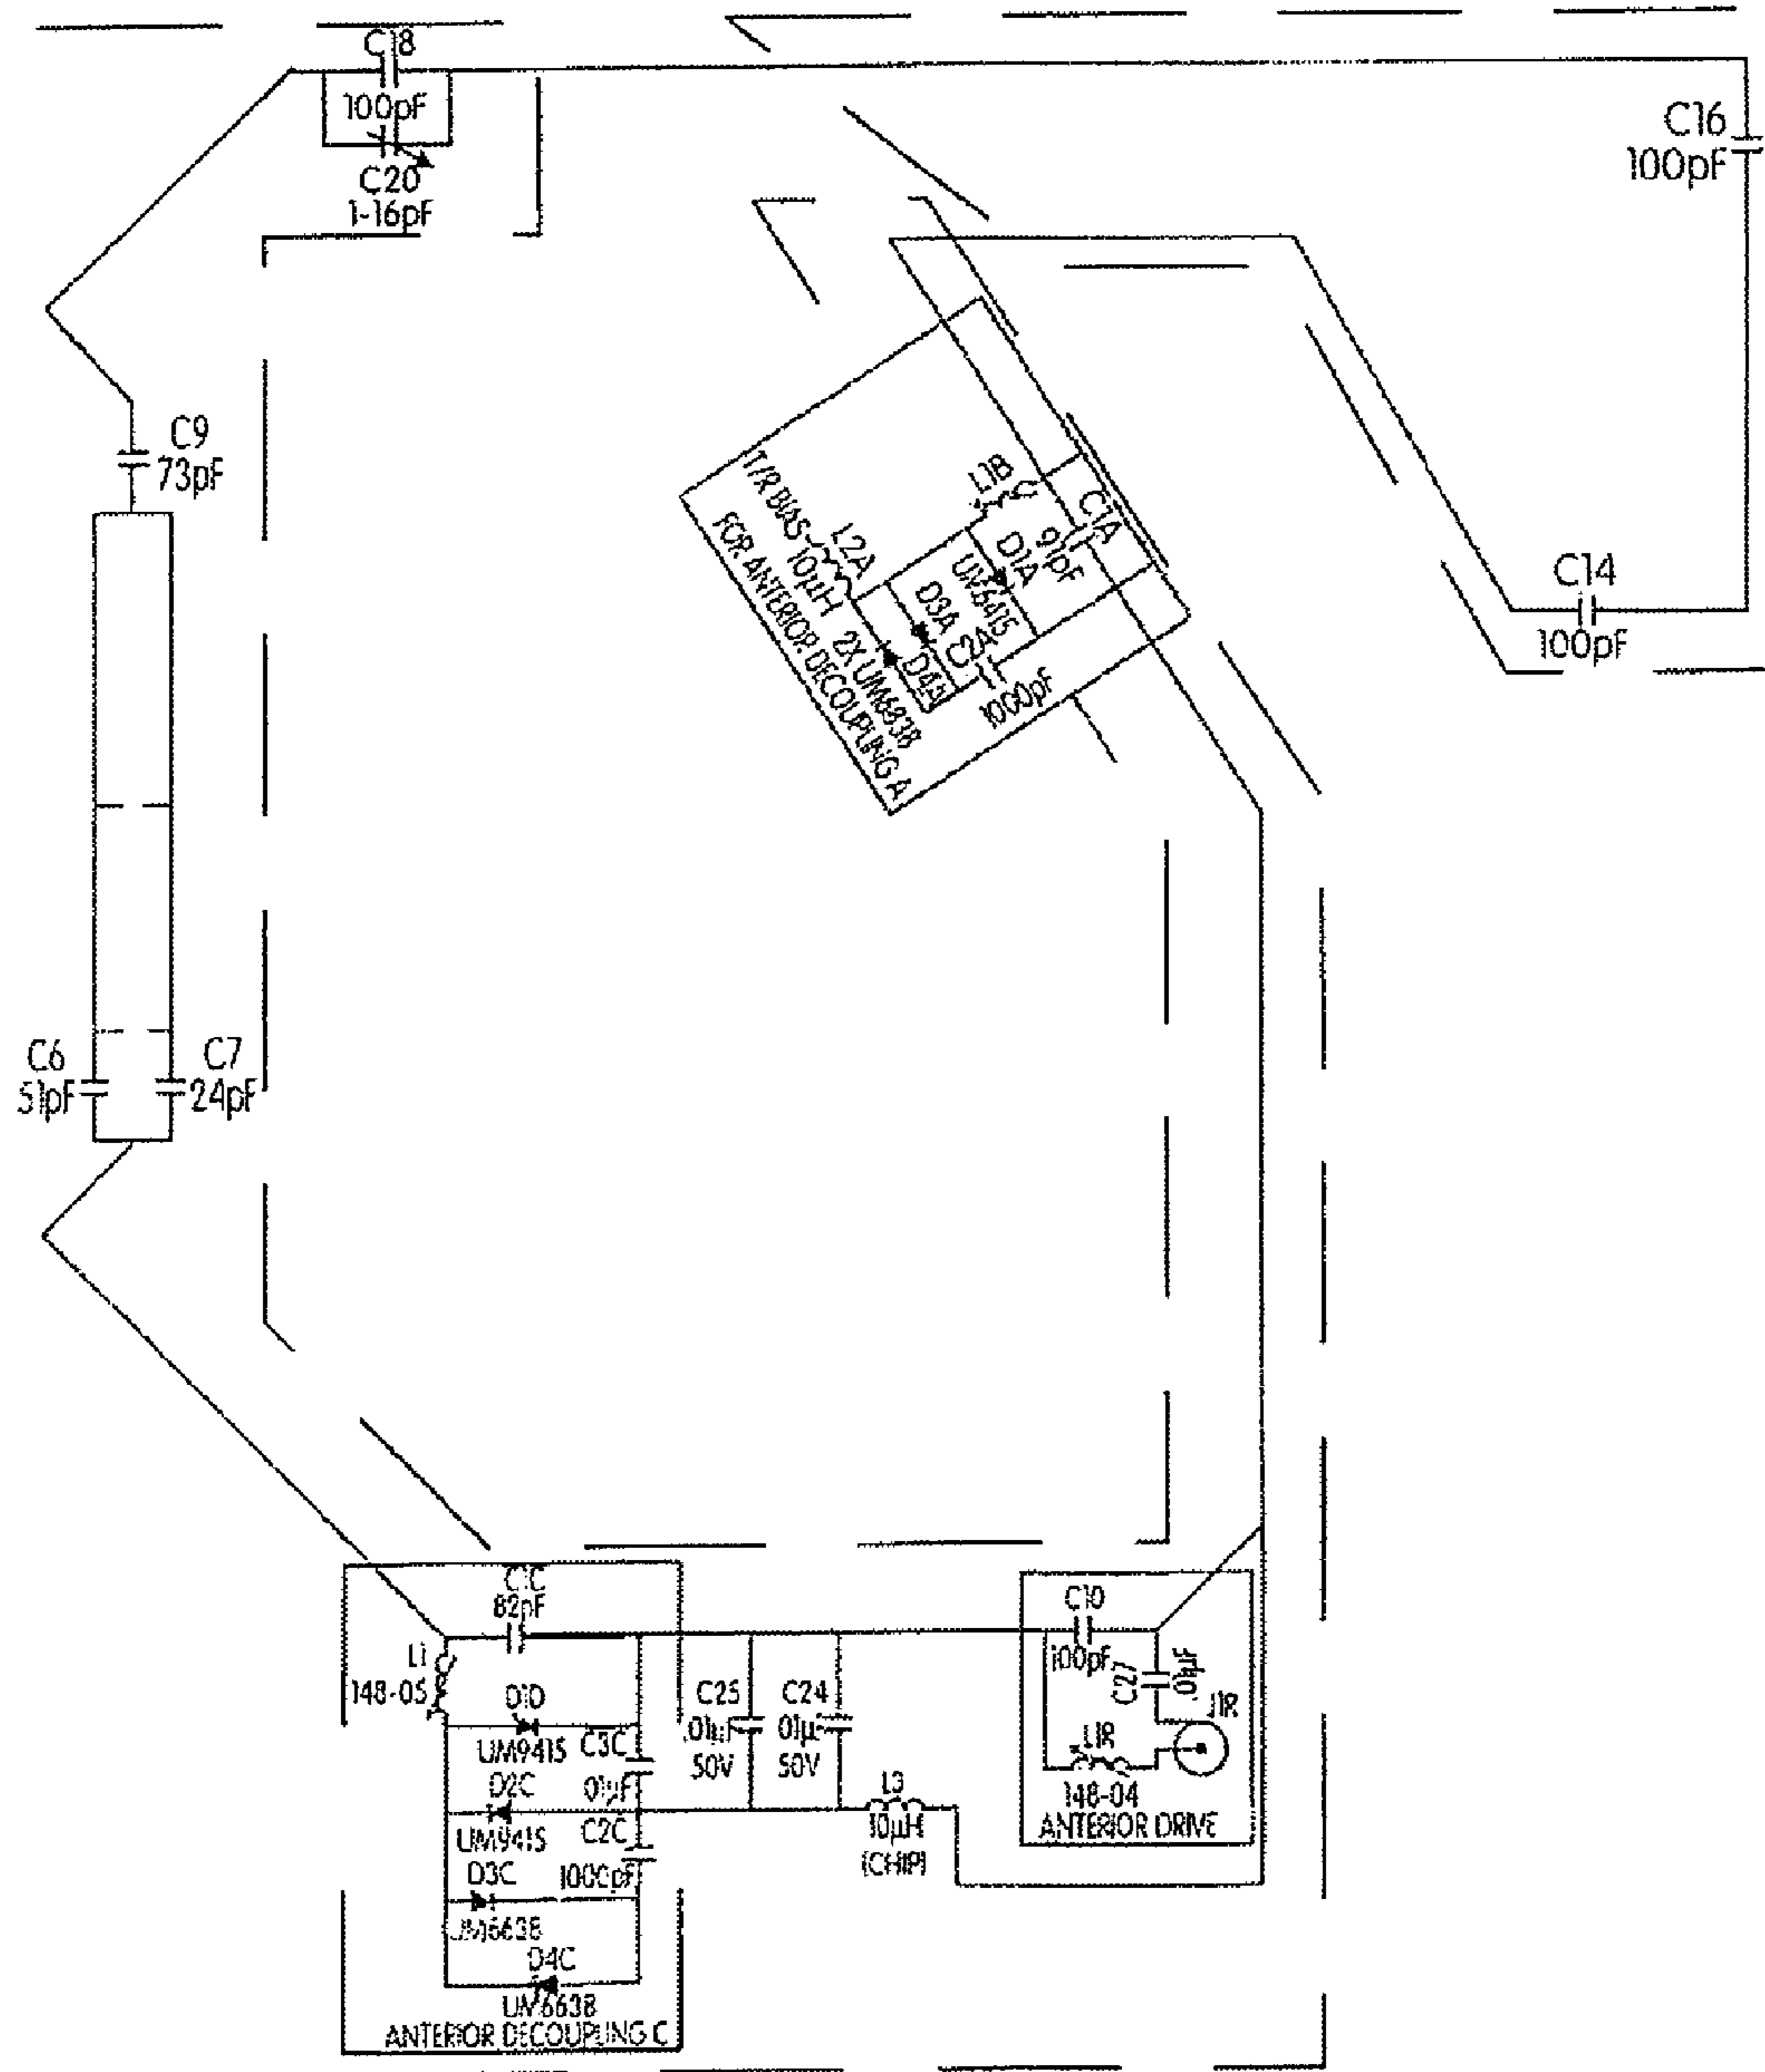 C18
100pF
C20
1-16pF
C16
100pF
C9
73pF
C14
100pF
T/R BIAS
L2A
10µH
2X UM6638
FOR ANTERIOR DECOUPLING A
L1B
C1A
91pF
D1A
UM6415
D3A
C2A
1000pF
C6
51pF
C7
24pF
C1C
82pF
L1
148-05
D1D
UM9415
C3C
.01µF
D2C
UM9415
C2C
1000pF
D3C
UM6638
D4C
UM6638
ANTERIOR DECOUPLING C
C25
.01µF
50V
C24
.01µ
50V
L3
10µH
(CHIP)
C10
100pF
C27
.01µF
J1R
L1R
148-04
ANTERIOR DRIVE